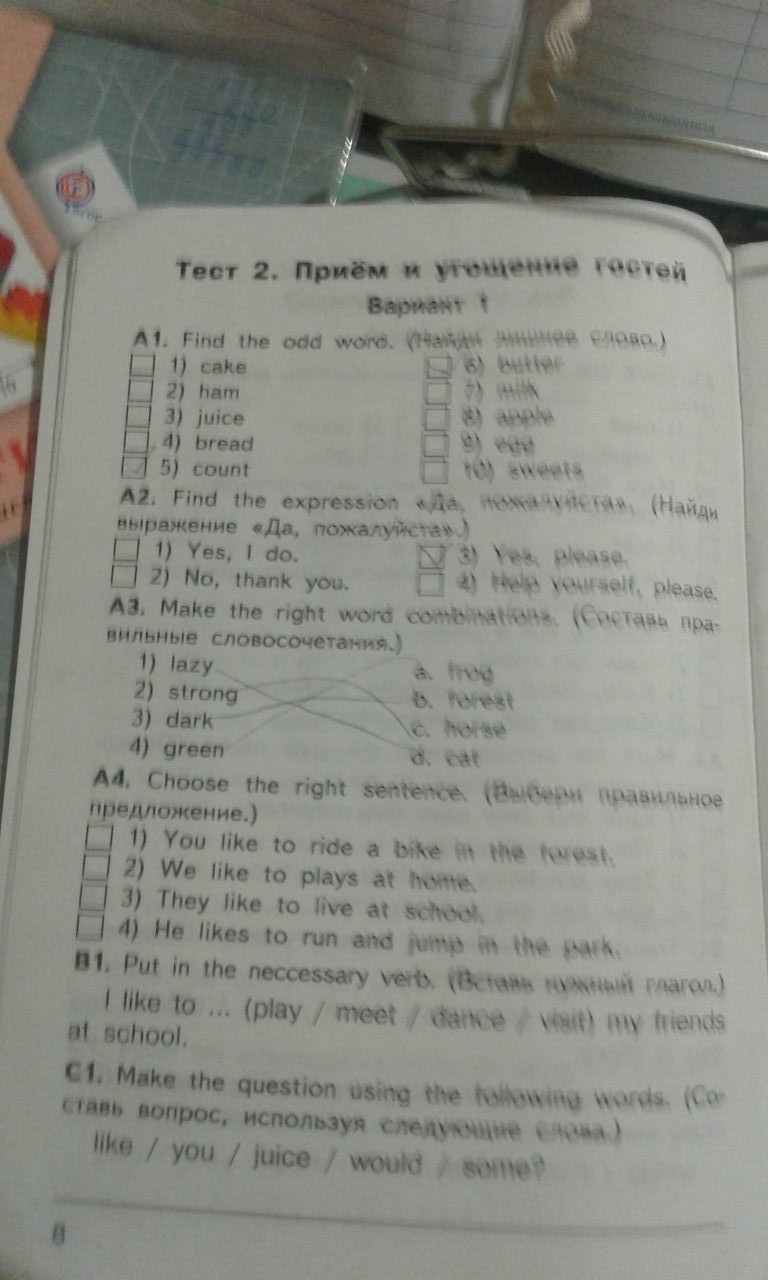 Тест 2. Приём и угощение гостей
Вариант 1
A1. Find the odd word. (Найди лишнее слово.)
1) cake 6) butter
2) ham 7) milk
3) juice 8) apple
4) bread 9) egg
5) count 10) sweets
A2. Find the expression «Да, пожалуйста». (Найди
выражение «Да, пожалуйста».)
1) Yes, I do. 3) Yes, please.
2) No, thank you. 4) Help yourself, please.
A3. Make the right word combinations. (Составь пра-
вильные словосочетания.)
1) lazy a. frog
2) strong b. forest
3) dark c. horse
4) green d. cat
A4. Choose the right sentence. (Выбери правильное
предложение.)
1) You like to ride a bike in the forest.
2) We like to plays at home.
3) They like to live at school.
4) He likes to run and jump in the park.
B1. Put in the neccessary verb. (Вставь нужный глагол.)
I like to ... (play / meet / dance / visit) my friends
at school.
C1. Make the question using the following words. (Со-
ставь вопрос, используя следующие слова.)
like / you / juice / would / some?
8